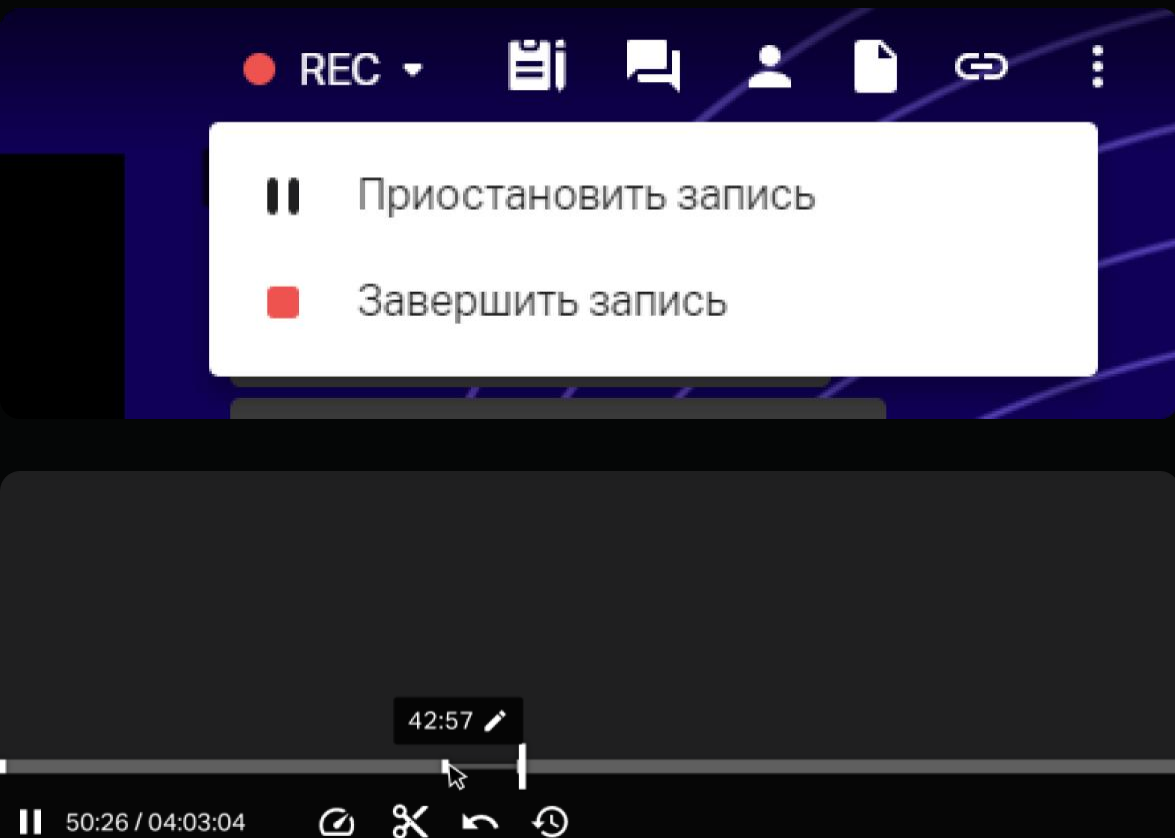 REC
Приостановить запись
Завершить запись
42:57
50:26 / 04:03:04